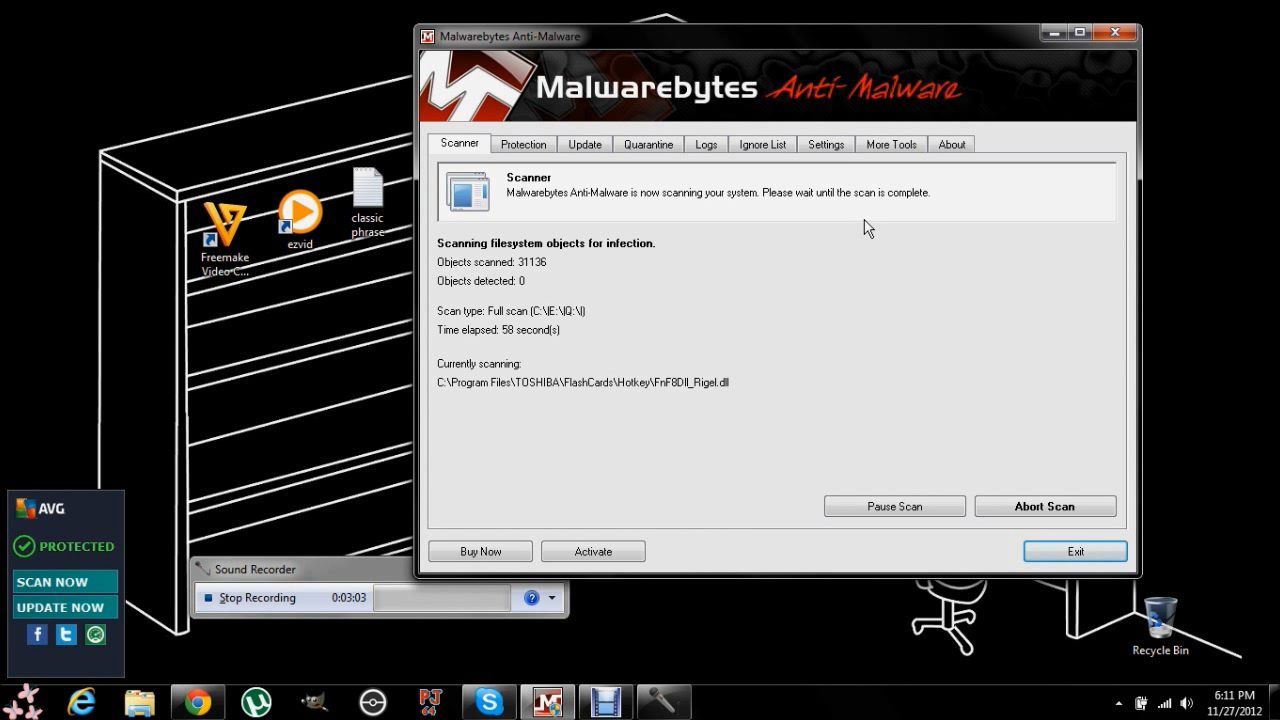 Malwarebytes Anti-Malware
Malwarebytes Anti-Malware
Scanner Protection Update Quarantine Logs Ignore List Settings More Tools About
Scanner
Malwarebytes Anti-Malware is now scanning your system. Please wait until the scan is complete.
Scanning filesystem objects for infection.
Objects scanned: 31136
Objects detected: 0
Scan type: Full scan (C:\|E:\|Q:\|)
Time elapsed: 58 second(s)
Currently scanning:
C:\Program Files\TOSHIBA\FlashCards\Hotkey\FnF8Dll_Rigel.dll
Pause Scan Abort Scan
Buy Now Activate Exit
Freemake
Video C...
ezvid
classic
phrase
AVG
PROTECTED
SCAN NOW
UPDATE NOW
Sound Recorder
Stop Recording 0:03:03
Recycle Bin
PJ
64
6:11 PM
11/27/2012